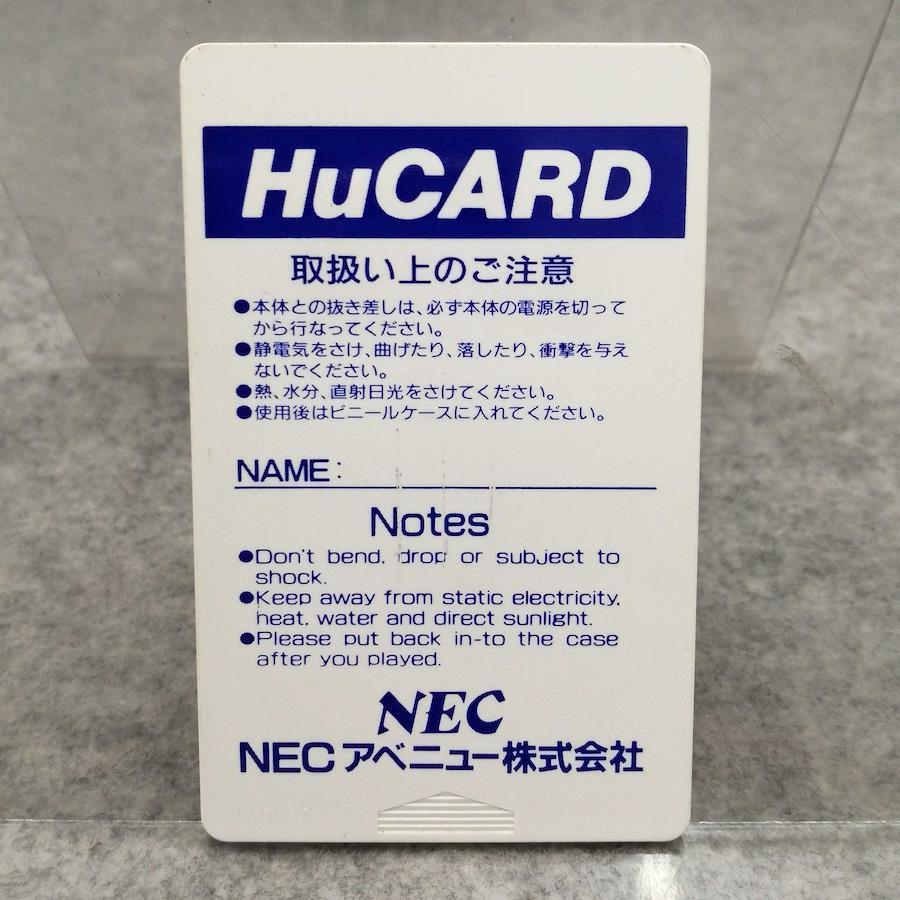 HuCARD
取扱い上のご注意
●本体との抜き差しは、必ず本体の電源を切って
から行なってください。
●静電気をさけ、曲げたり、落したり、衝撃を与え
ないでください。
●熱、水分、直射日光をさけてください。
●使用後はビニールケースに入れてください。
NAME:
Notes
●Don't bend, drop or subject to
shock.
●Keep away from static electricity,
heat, water and direct sunlight.
●Please put back in-to the case
after you played.
NEC
NECアベニュー株式会社